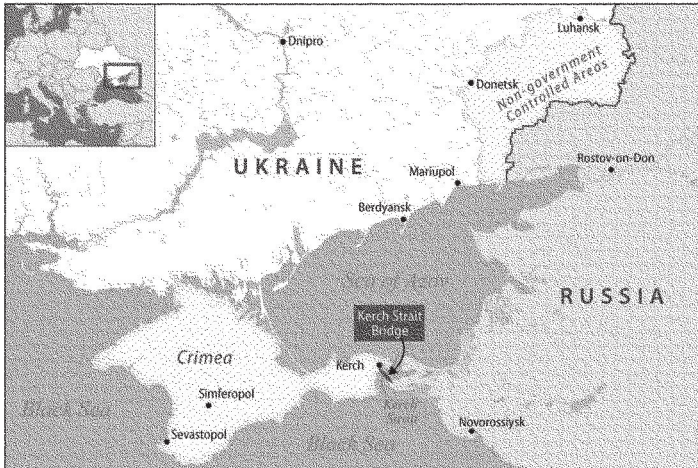 Luhansk
Dnipro
Donetsk
Non-government
Controlled Areas
UKRAINE
Mariupol
Rostov-on-Don
Berdyansk
Sea of Azov
RUSSIA
Kerch Strait
Bridge
Crimea
Kerch
Simferopol
Kerch
Strait
Black Sea
Novorossiysk
Sevastopol
Black Sea